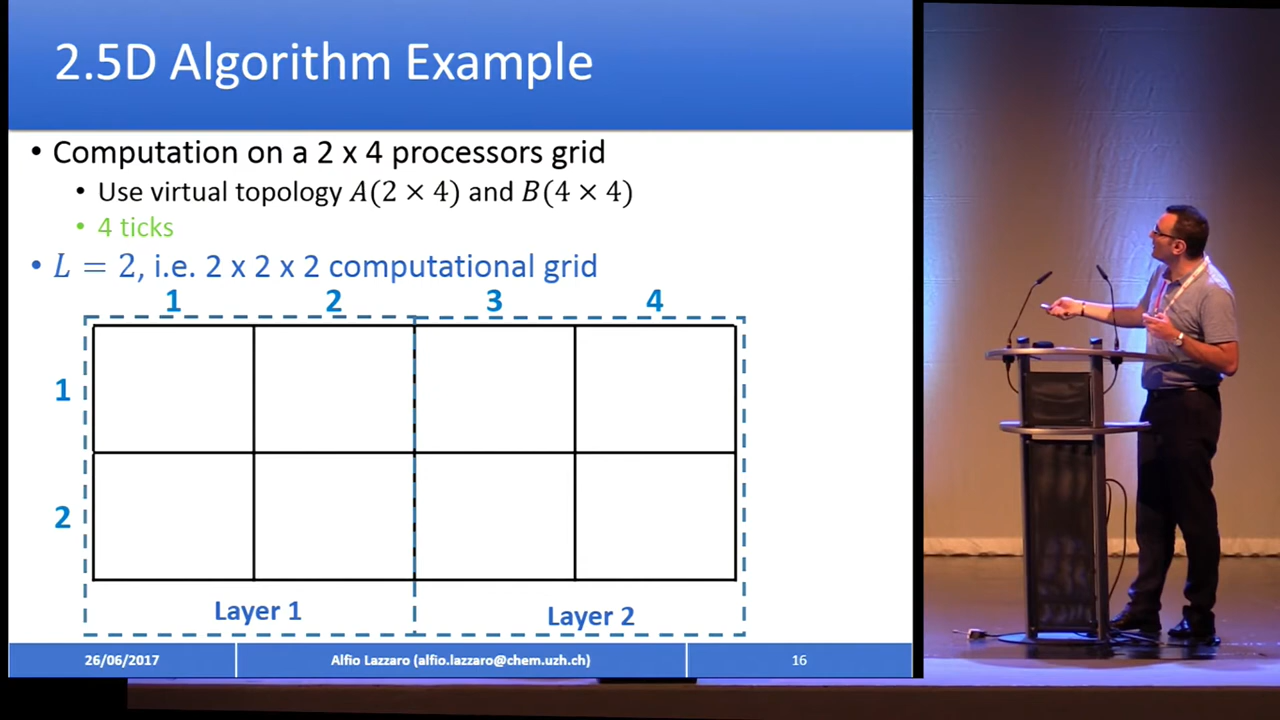 2.5D Algorithm Example
• Computation on a 2 x 4 processors grid
• Use virtual topology A(2 × 4) and B(4 × 4)
• 4 ticks
• L = 2, i.e. 2 x 2 x 2 computational grid
1 2 3 4
1
2
Layer 1 Layer 2
26/06/2017 Alfio Lazzaro (alfio.lazzaro@chem.uzh.ch) 16